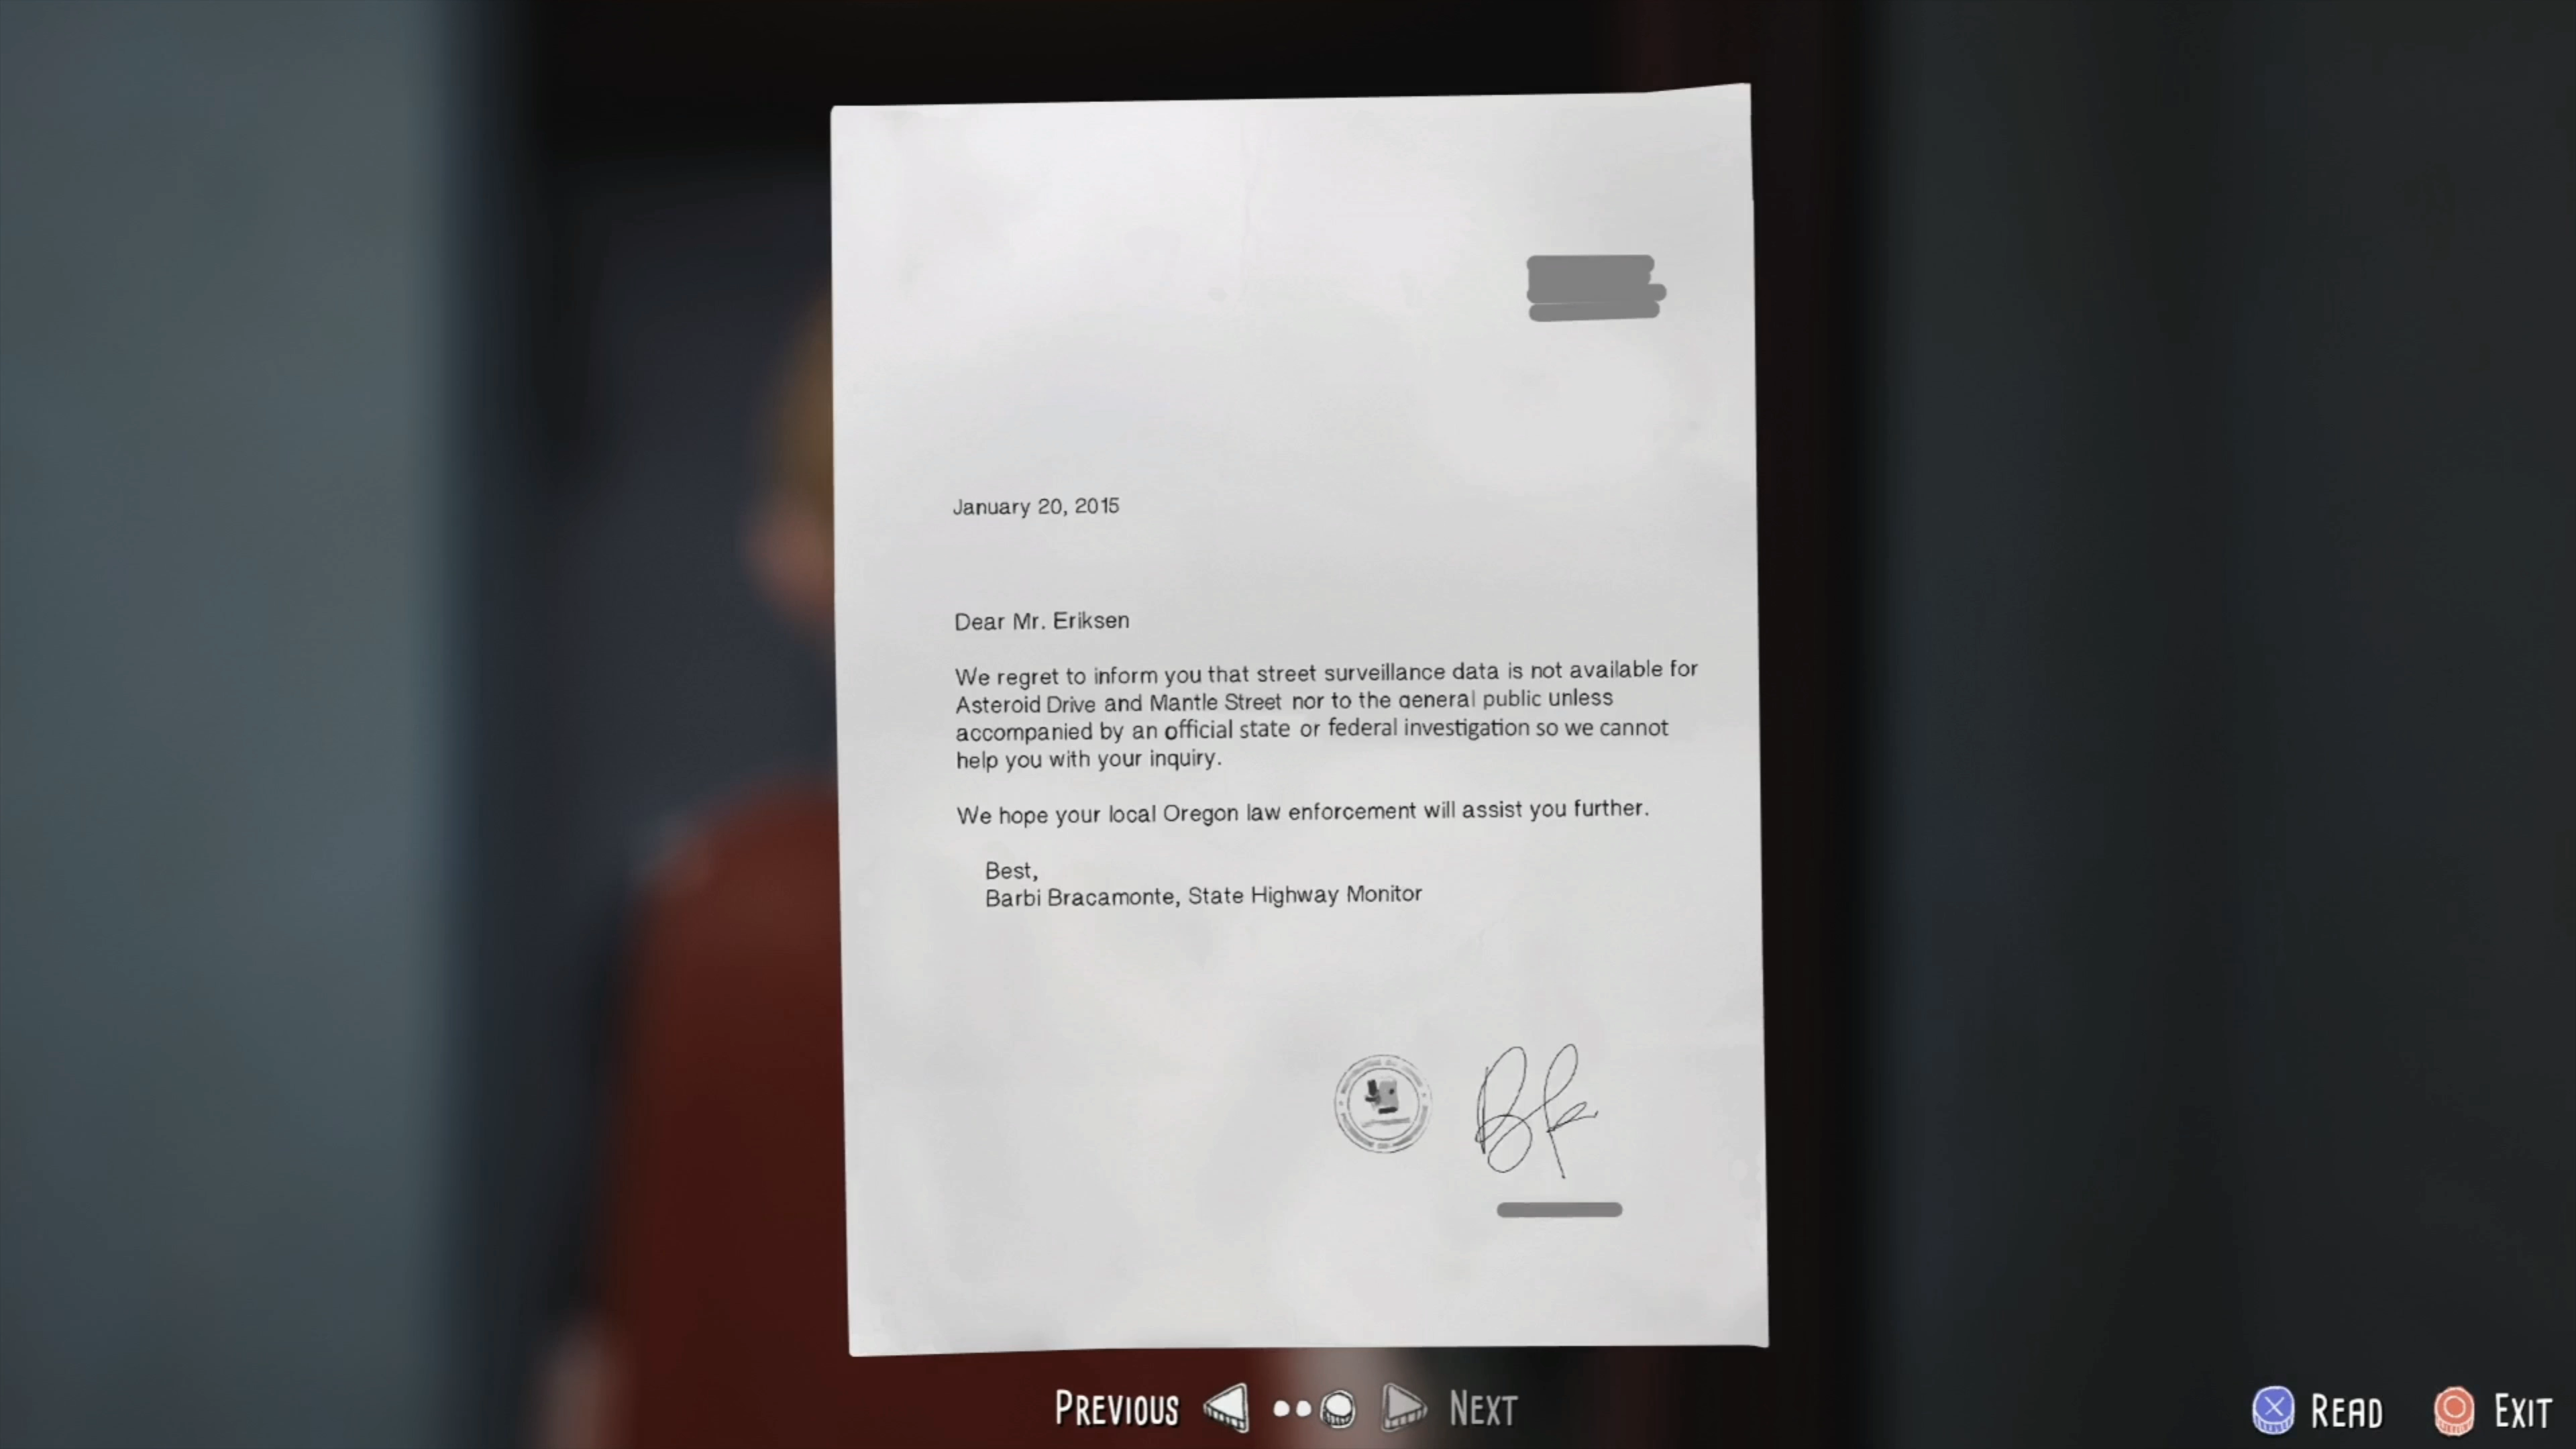 January 20, 2015
Dear Mr. Eriksen
We regret to inform you that street surveillance data is not available for
Asteroid Drive and Mantle Street nor to the general public unless
accompanied by an official state or federal investigation so we cannot
help you with your inquiry.
We hope your local Oregon law enforcement will assist you further.
Best,
Barbi Bracamonte, State Highway Monitor
PREVIOUS
NEXT
READ
EXIT